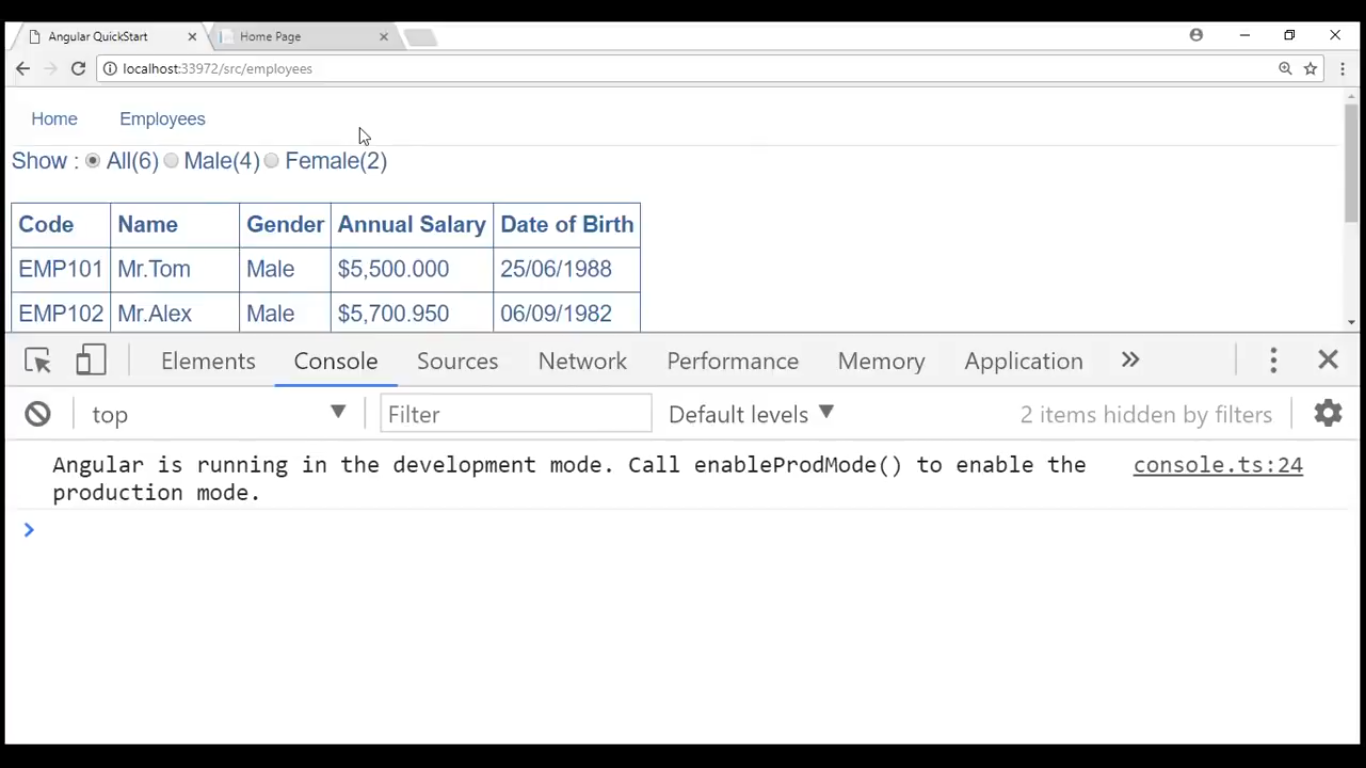 Angular QuickStart Home Page
localhost:33972/src/employees
Home Employees
Show : All(6) Male(4) Female(2)
Code Name Gender Annual Salary Date of Birth
EMP101 Mr.Tom Male $5,500.000 25/06/1988
EMP102 Mr.Alex Male $5,700.950 06/09/1982
Elements Console Sources Network Performance Memory Application
top Filter Default levels 2 items hidden by filters
Angular is running in the development mode. Call enableProdMode() to enable the console.ts:24
production mode.